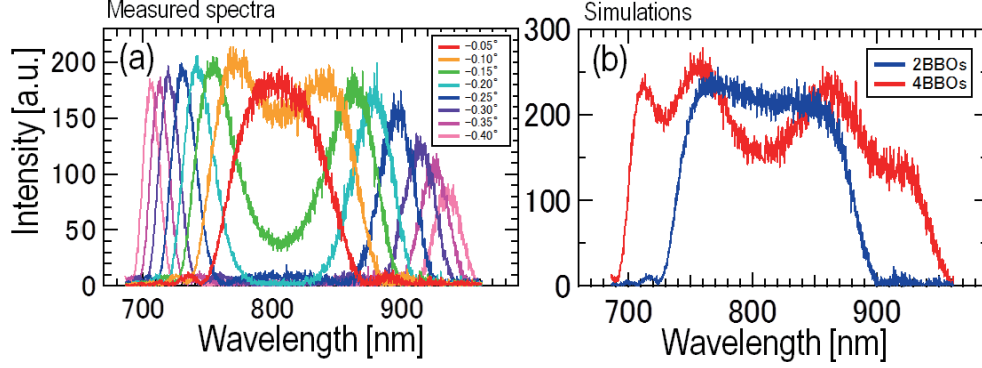 Measured spectra
Simulations
(a)
-0.05°
-0.10°
-0.15°
-0.20°
-0.25°
-0.30°
-0.35°
-0.40°
200
150
100
50
0
Intensity [a.u.]
700 800 900
Wavelength [nm]
(b)
2BBOs
4BBOs
300
200
100
0
700 800 900
Wavelength [nm]